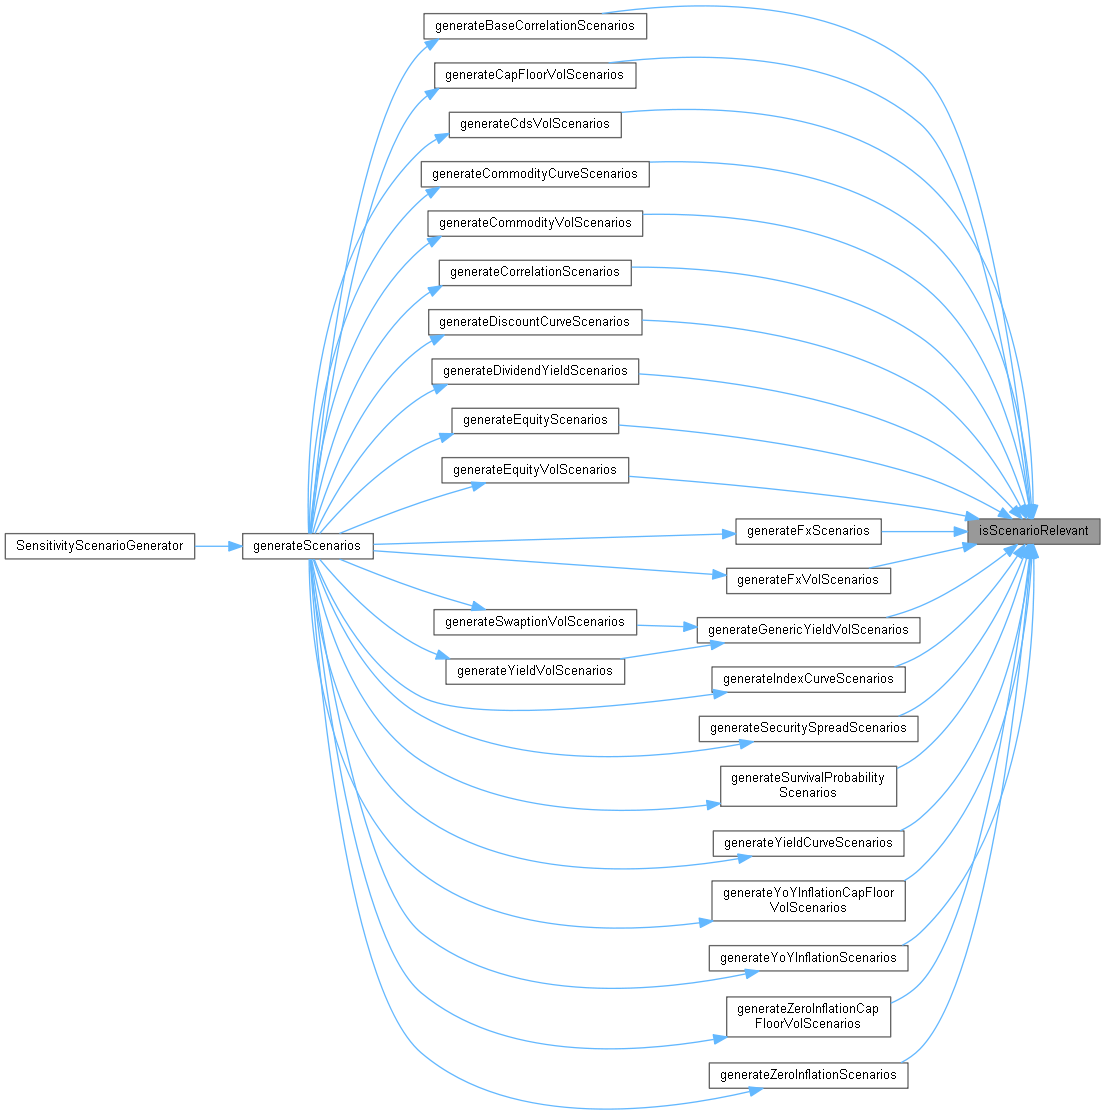 generateBaseCorrelationScenarios
generateCapFloorVolScenarios
generateCdsVolScenarios
generateCommodityCurveScenarios
generateCommodityVolScenarios
generateCorrelationScenarios
generateDiscountCurveScenarios
generateDividendYieldScenarios
generateEquityScenarios
generateEquityVolScenarios
SensitivityScenarioGenerator
generateScenarios
generateFxScenarios
isScenarioRelevant
generateFxVolScenarios
generateSwaptionVolScenarios
generateGenericYieldVolScenarios
generateYieldVolScenarios
generateIndexCurveScenarios
generateSecuritySpreadScenarios
generateSurvivalProbability
Scenarios
generateYieldCurveScenarios
generateYoYInflationCapFloor
VolScenarios
generateYoYInflationScenarios
generateZeroInflationCap
FloorVolScenarios
generateZeroInflationScenarios